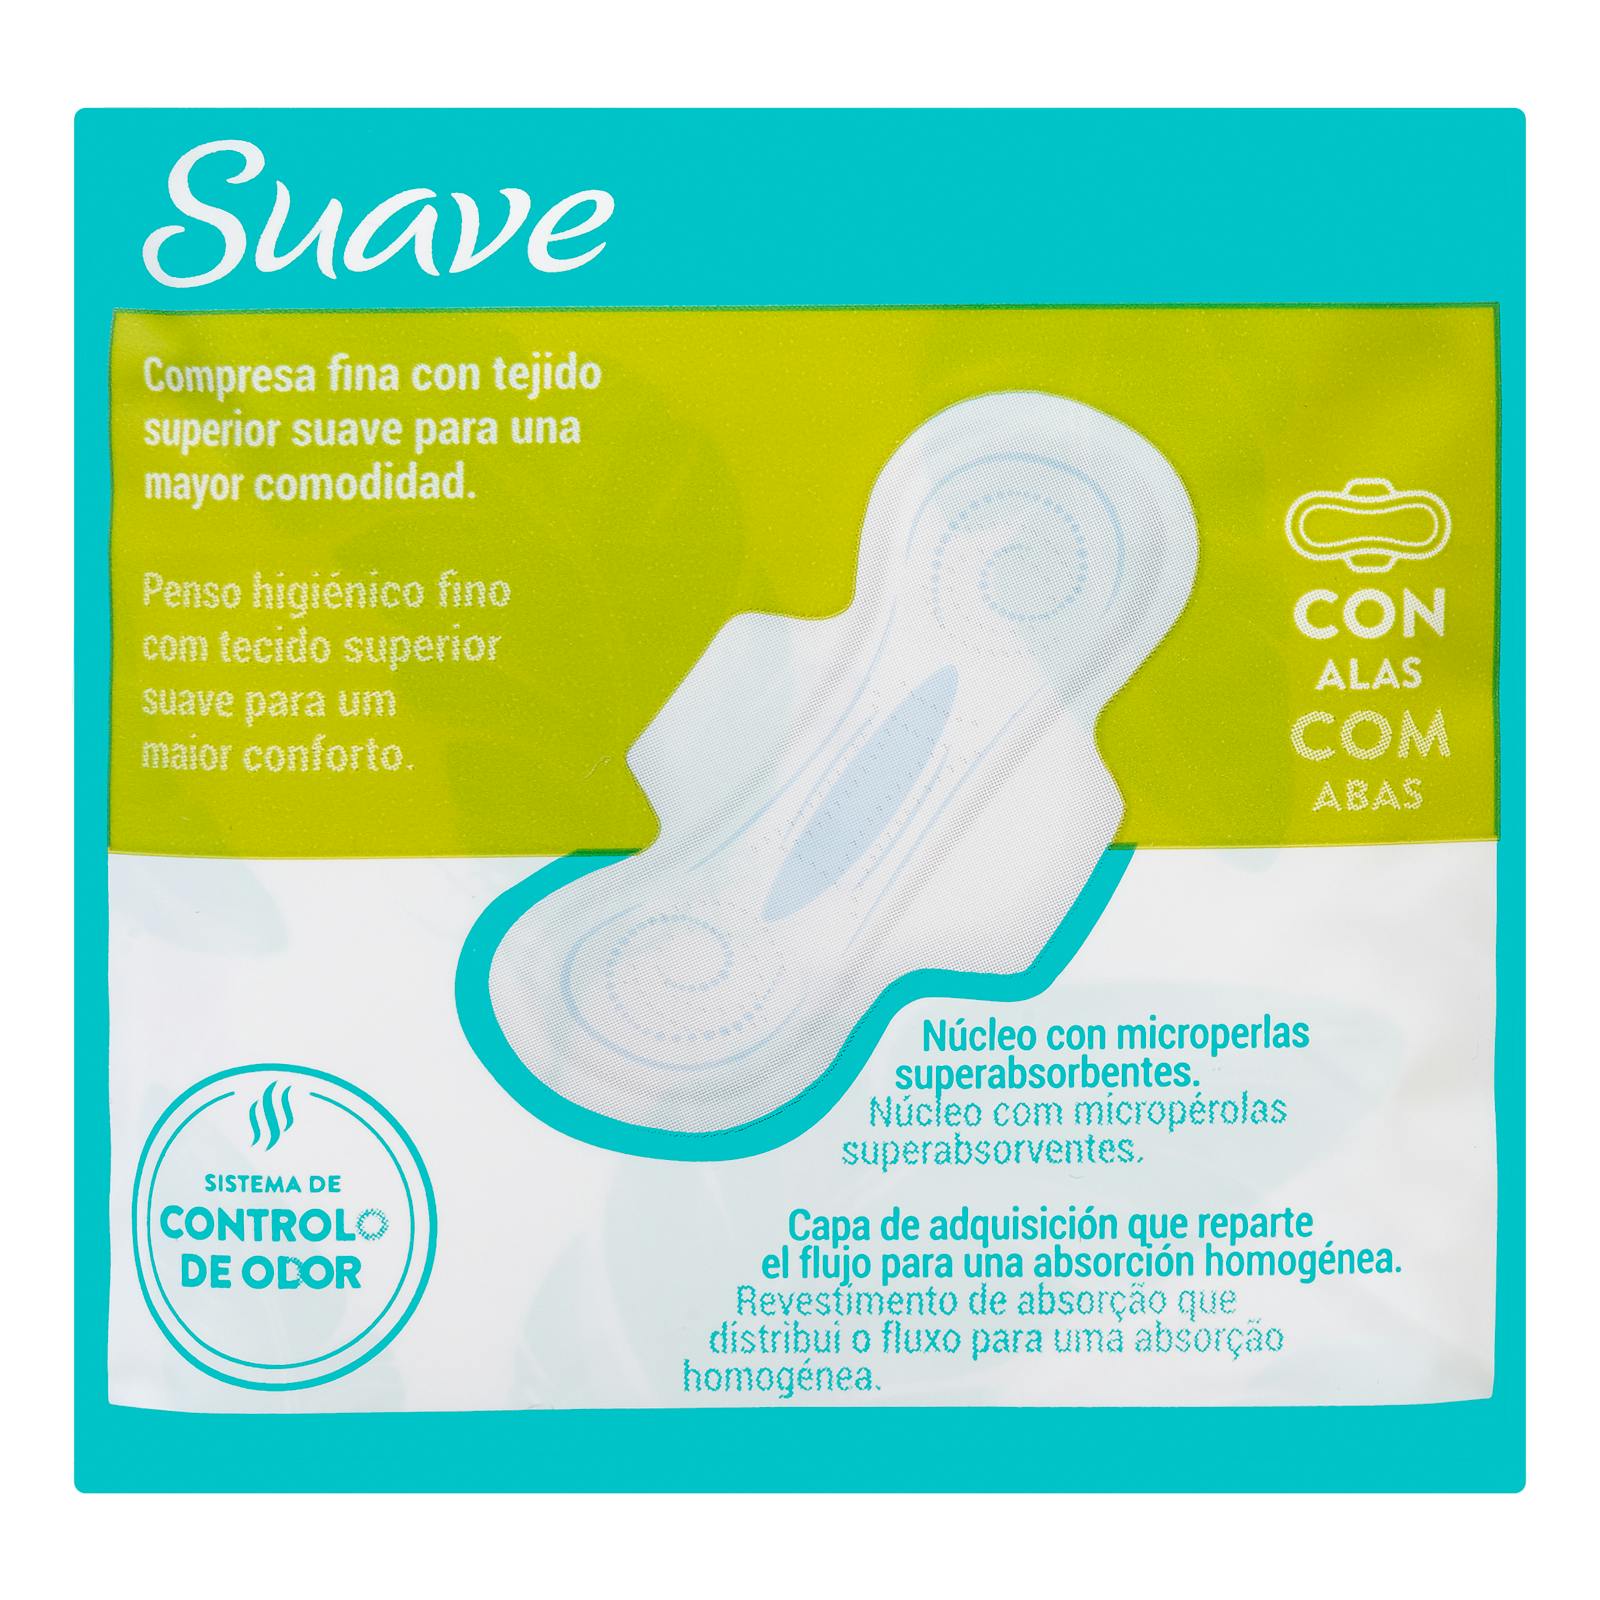 Suave
Compresa fina con tejido
superior suave para una
mayor comodidad.
Penso higiénico fino
com tecido superior
suave para um
maior conforto.
CON
ALAS
COM
ABAS
Núcleo con microperlas
superabsorbentes.
Núcleo com micropérolas
superabsorventes.
SISTEMA DE
CONTROLO
DE ODOR
Capa de adquisición que reparte
el flujo para una absorción homogénea.
Revestimento de absorção que
distribui o fluxo para uma absorção
homogénea.